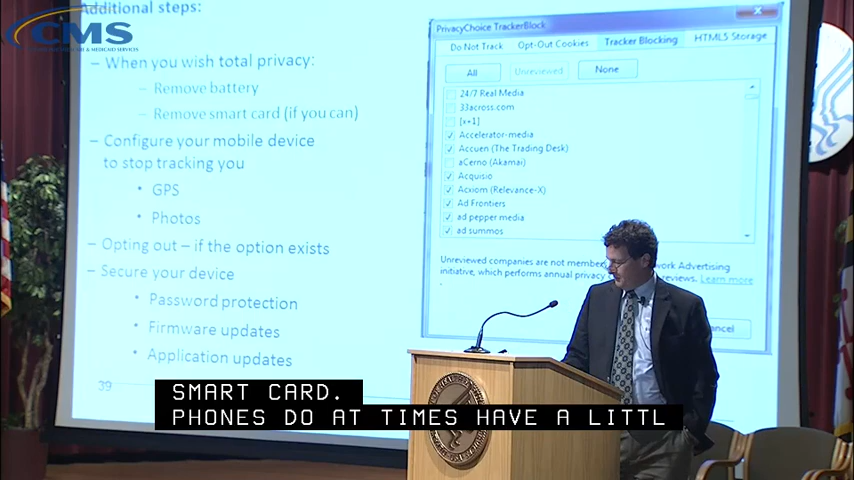 Additional steps:
CMS
– When you wish total privacy:
– Remove battery
– Remove smart card (if you can)
– Configure your mobile device
to stop tracking you
• GPS
• Photos
– Opting out – if the option exists
– Secure your device
• Password protection
• Firmware updates
• Application updates
39
PrivacyChoice TrackerBlock
Do Not Track Opt-Out Cookies Tracker Blocking HTML5 Storage
All Unreviewed None
24/7 Real Media
33across.com
[x+1]
Accelerator-media
Accuen (The Trading Desk)
aCerno (Akamai)
Acquisio
Acxiom (Relevance-X)
Ad Frontiers
ad pepper media
ad summos
Unreviewed companies are not membe work Advertising
initiative, which performs annual privacy reviews. Learn more
ancel
SMART CARD.
PHONES DO AT TIMES HAVE A LITTL